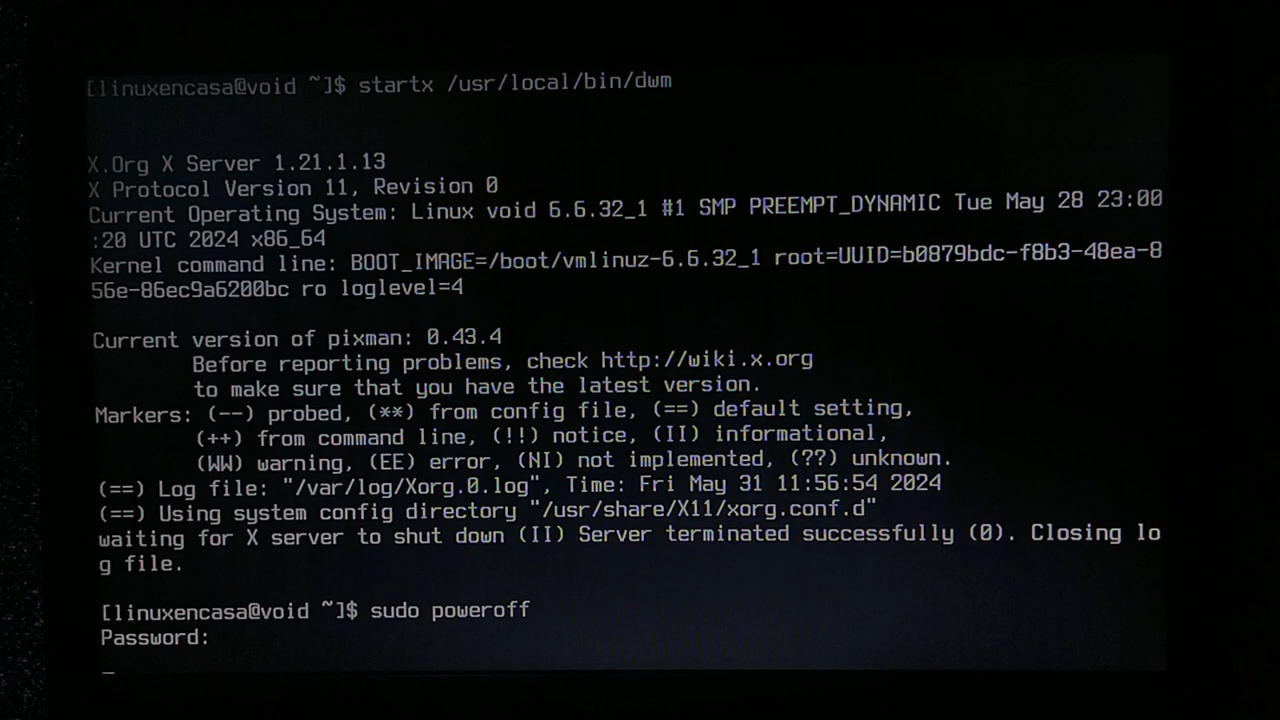 [linuxencasa@void ~]$ startx /usr/local/bin/dwm
X.Org X Server 1.21.1.13
X Protocol Version 11, Revision 0
Current Operating System: Linux void 6.6.32_1 #1 SMP PREEMPT_DYNAMIC Tue May 28 23:00
:20 UTC 2024 x86_64
Kernel command line: BOOT_IMAGE=/boot/vmlinuz-6.6.32_1 root=UUID=b0879bdc-f8b3-48ea-8
56e-86ec9a6200bc ro loglevel=4
Current version of pixman: 0.43.4
Before reporting problems, check http://wiki.x.org
to make sure that you have the latest version.
Markers: (--) probed, (**) from config file, (==) default setting,
(++) from command line, (!!) notice, (II) informational,
(WW) warning, (EE) error, (NI) not implemented, (??) unknown.
(==) Log file: "/var/log/Xorg.0.log", Time: Fri May 31 11:56:54 2024
(==) Using system config directory "/usr/share/X11/xorg.conf.d"
waiting for X server to shut down (II) Server terminated successfully (0). Closing lo
g file.
[linuxencasa@void ~]$ sudo poweroff
Password: